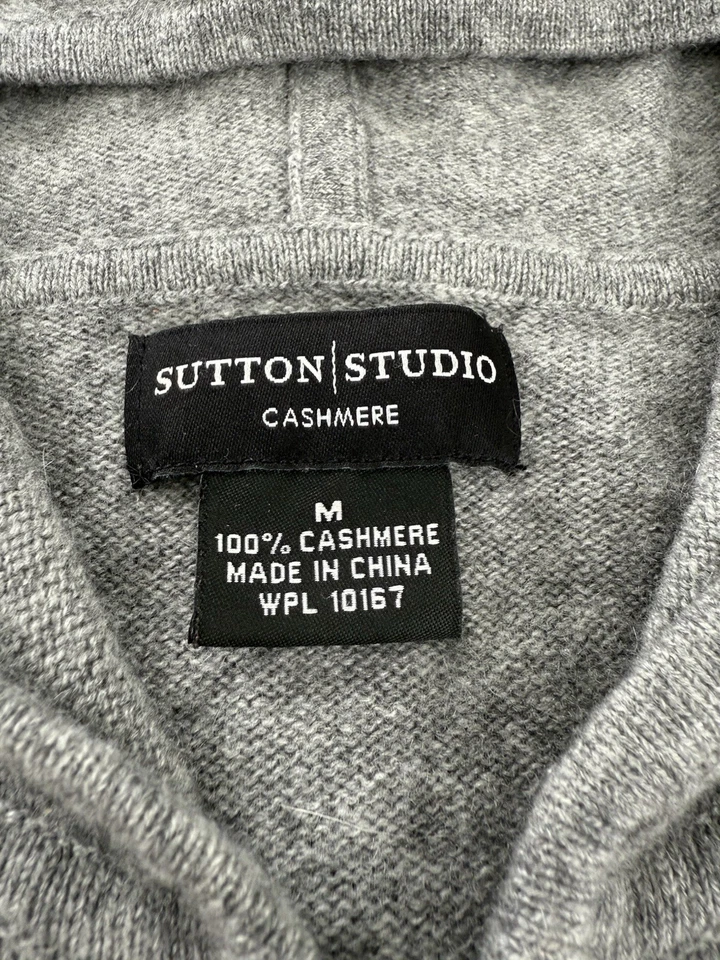 SUTTON|STUDIO
CASHMERE
M
100% CASHMERE
MADE IN CHINA
WPL 10167